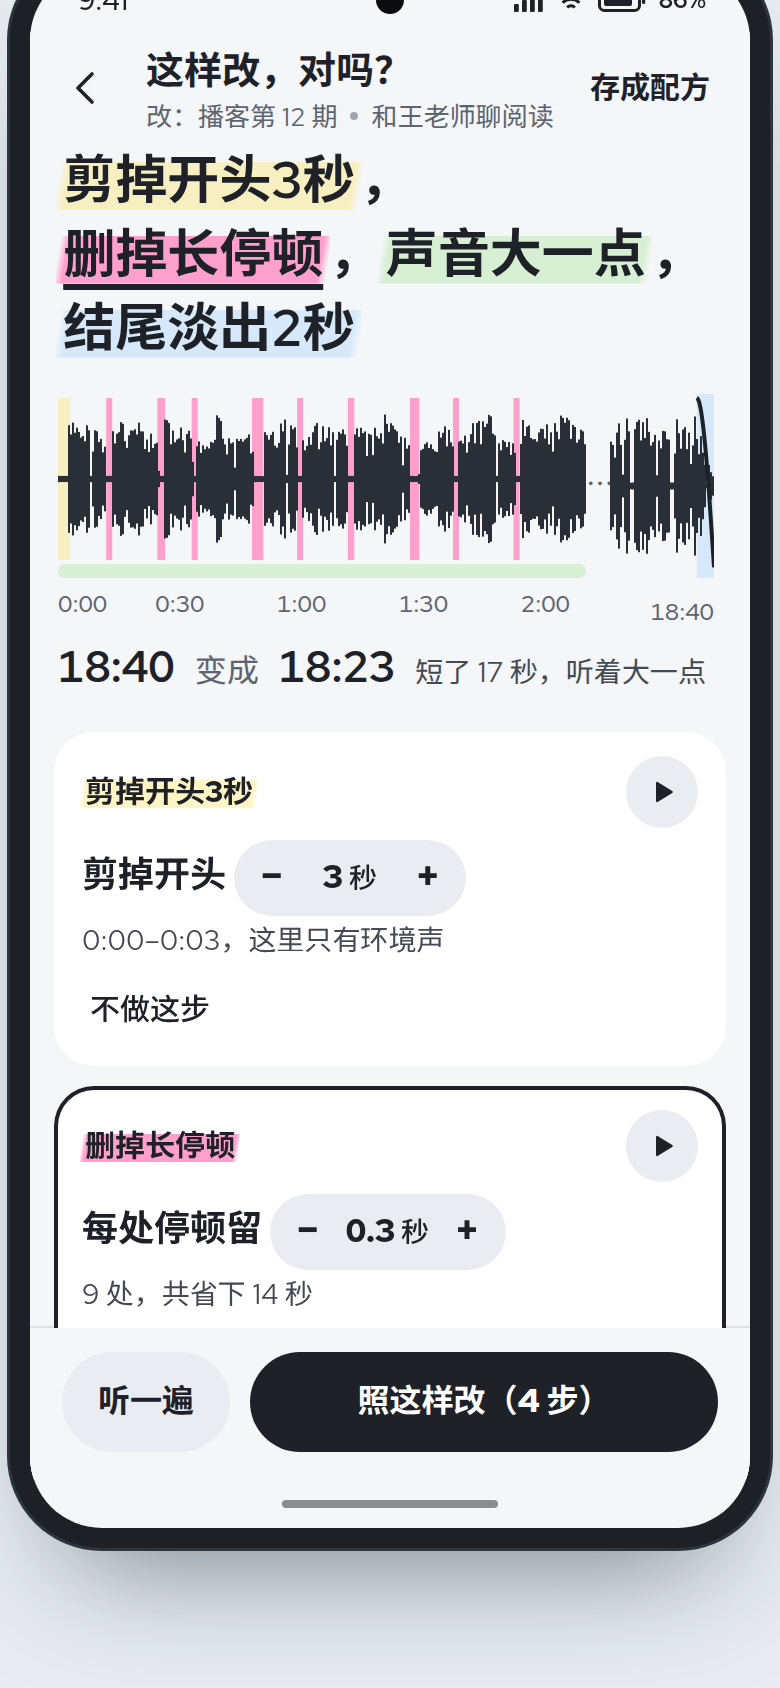 9:41
86%
这样改，对吗？
存成配方
改：播客第 12 期 • 和王老师聊阅读
剪掉开头3秒，
删掉长停顿，声音大一点，
结尾淡出2秒
...
0:00 0:30 1:00 1:30 2:00 18:40
18:40 变成 18:23 短了 17 秒，听着大一点
剪掉开头3秒
剪掉开头 − 3 秒 +
0:00–0:03，这里只有环境声
不做这步
删掉长停顿
每处停顿留 − 0.3 秒 +
9 处，共省下 14 秒
听一遍
照这样改（4 步）